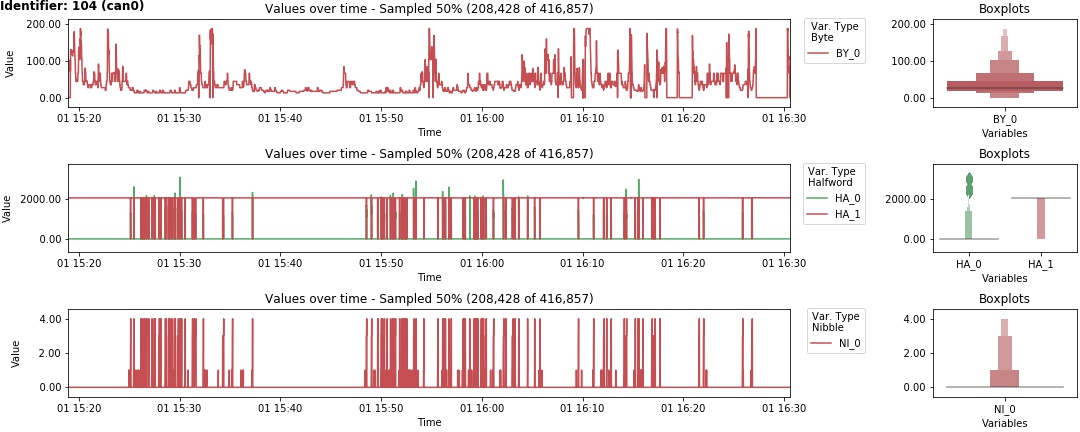 Identifier: 104 (can0)
Values over time - Sampled 50% (208,428 of 416,857)
Boxplots
200.00
100.00
0.00
Value
01 15:20 01 15:30 01 15:40 01 15:50 01 16:00 01 16:10 01 16:20 01 16:30
Time
Var. Type
Byte
BY_0
200.00
100.00
0.00
BY_0
Variables
Values over time - Sampled 50% (208,428 of 416,857)
Boxplots
2000.00
0.00
Value
01 15:20 01 15:30 01 15:40 01 15:50 01 16:00 01 16:10 01 16:20 01 16:30
Time
Var. Type
Halfword
HA_0
HA_1
2000.00
0.00
HA_0 HA_1
Variables
Values over time - Sampled 50% (208,428 of 416,857)
Boxplots
4.00
2.00
0.00
Value
01 15:20 01 15:30 01 15:40 01 15:50 01 16:00 01 16:10 01 16:20 01 16:30
Time
Var. Type
Nibble
NI_0
4.00
2.00
0.00
NI_0
Variables